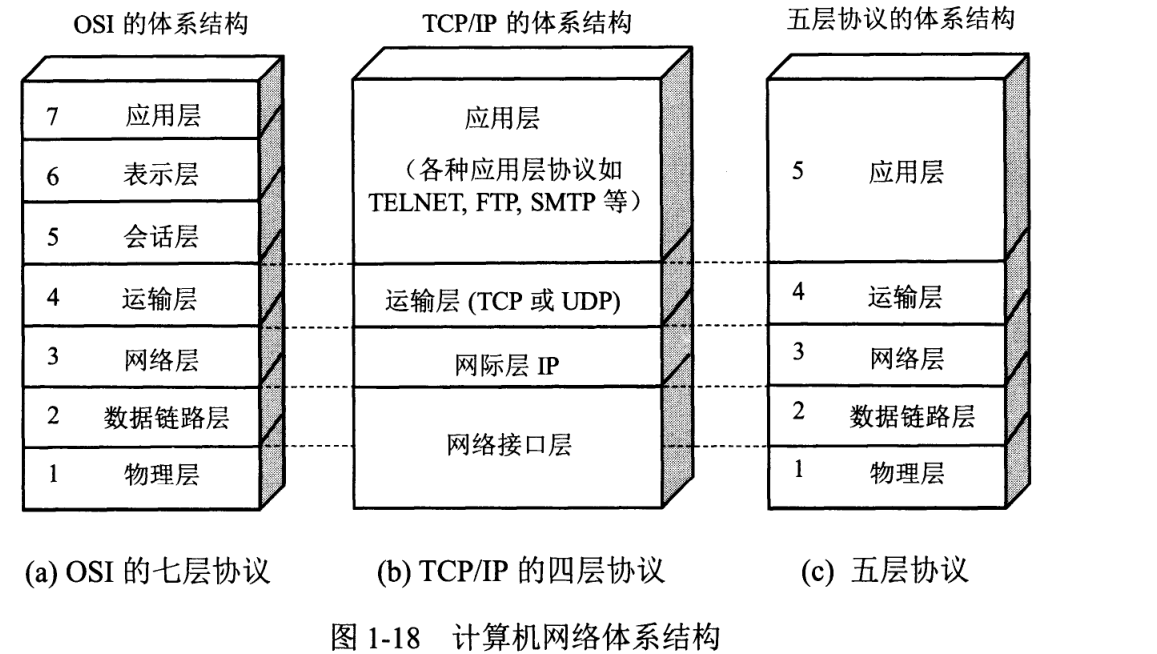 OSI 的体系结构
TCP/IP 的体系结构
五层协议的体系结构
7 应用层
6 表示层
5 会话层
4 运输层
3 网络层
2 数据链路层
1 物理层
应用层
（各种应用层协议如
TELNET, FTP, SMTP 等）
运输层 (TCP 或 UDP)
网际层 IP
网络接口层
5 应用层
4 运输层
3 网络层
2 数据链路层
1 物理层
(a) OSI 的七层协议
(b) TCP/IP 的四层协议
(c) 五层协议
图 1-18 计算机网络体系结构